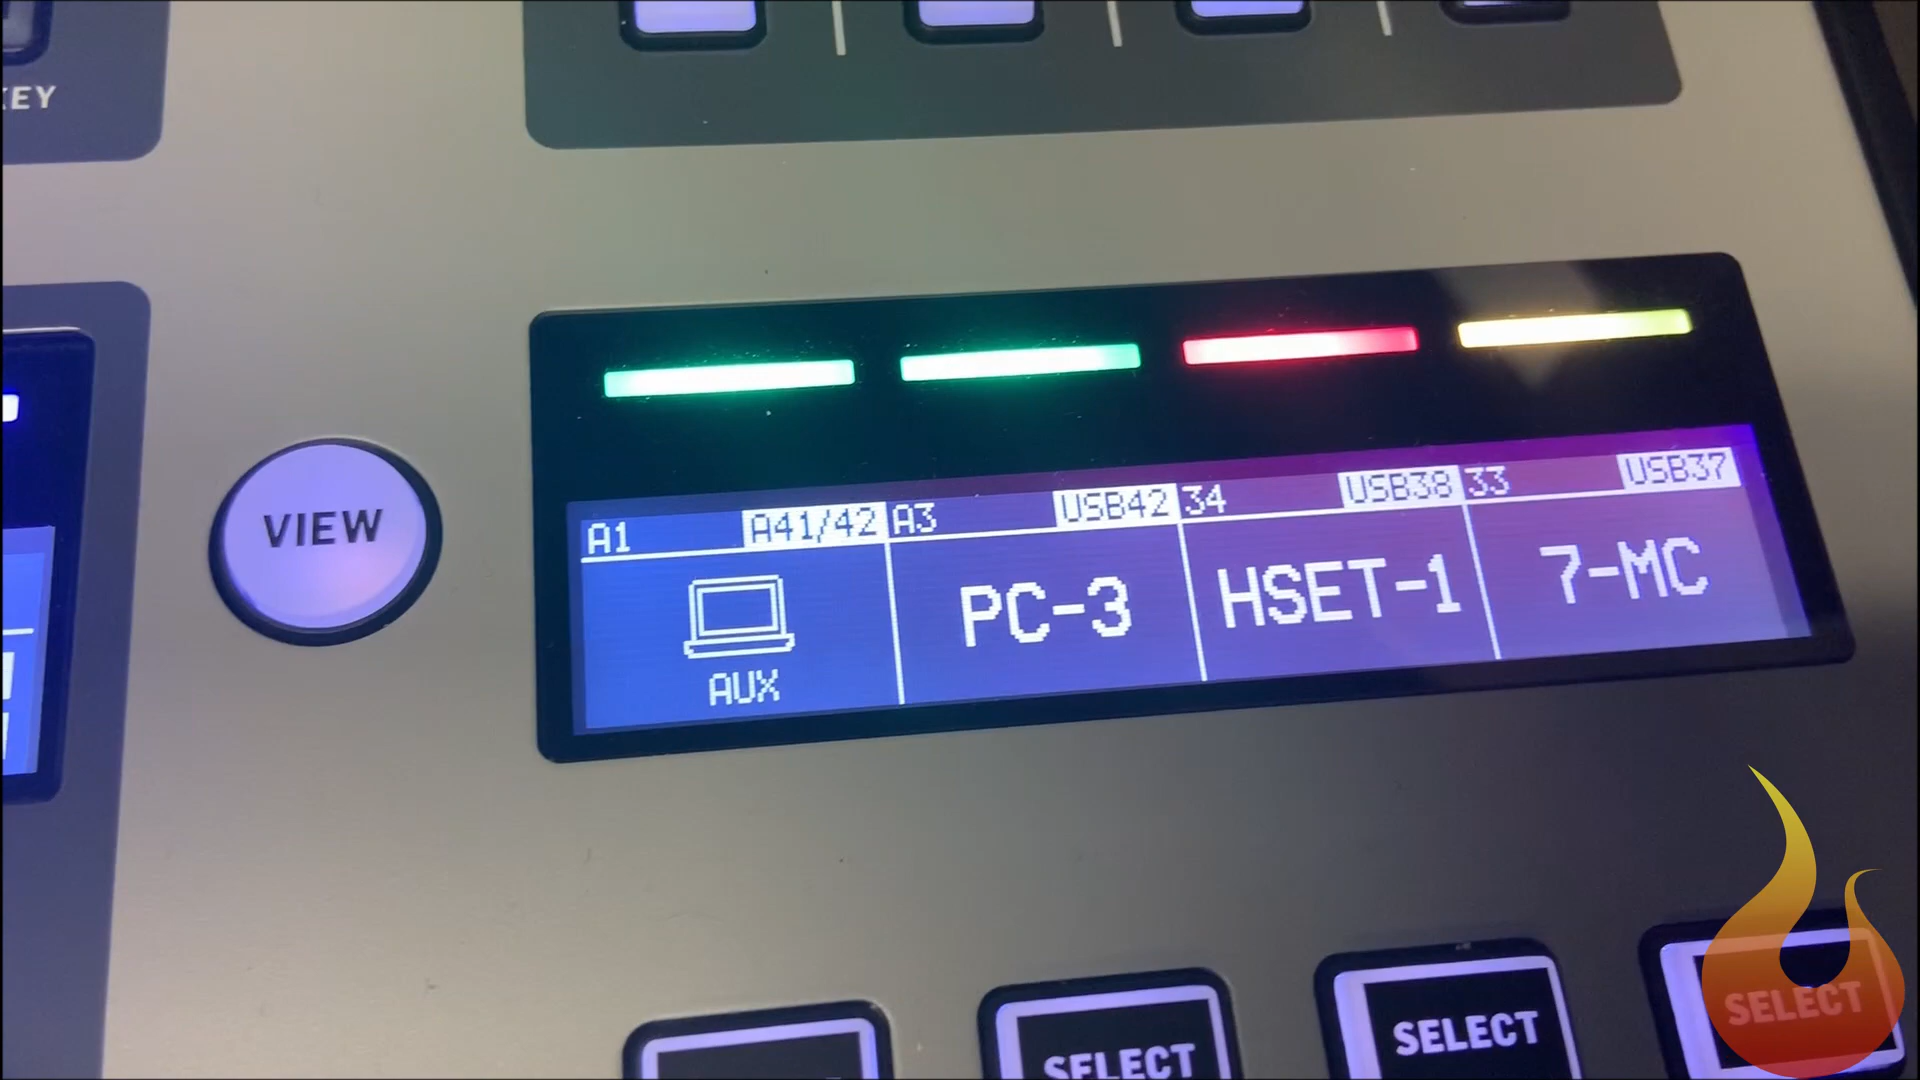 VIEW
A1 A41/42 A3 USB42 34 USB38 33 USB37
AUX PC-3 HSET-1 7-MC
SELECT SELECT SELECT